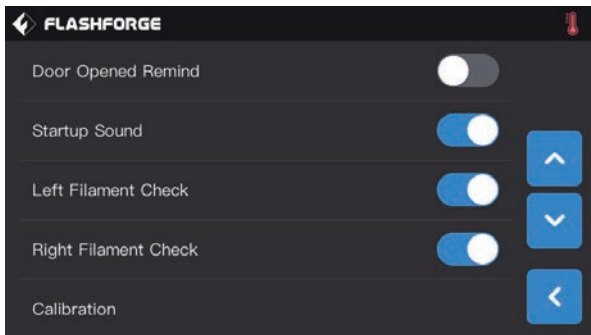 FLASHFORGE
Door Opened Remind
Startup Sound
Left Filament Check
Right Filament Check
Calibration